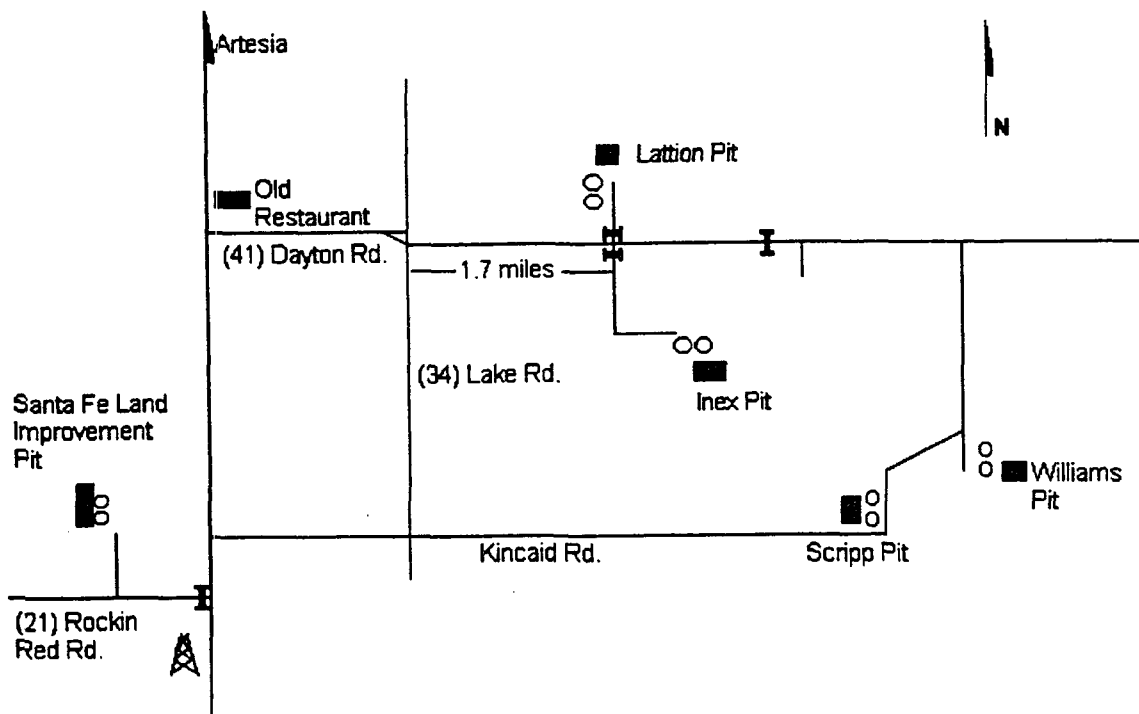 Artesia
N
Lattion Pit
Old
Restaurant
(41) Dayton Rd.
1.7 miles
(34) Lake Rd.
Inex Pit
Santa Fe Land
Improvement
Pit
Williams
Pit
Kincaid Rd.
Scripp Pit
(21) Rockin
Red Rd.